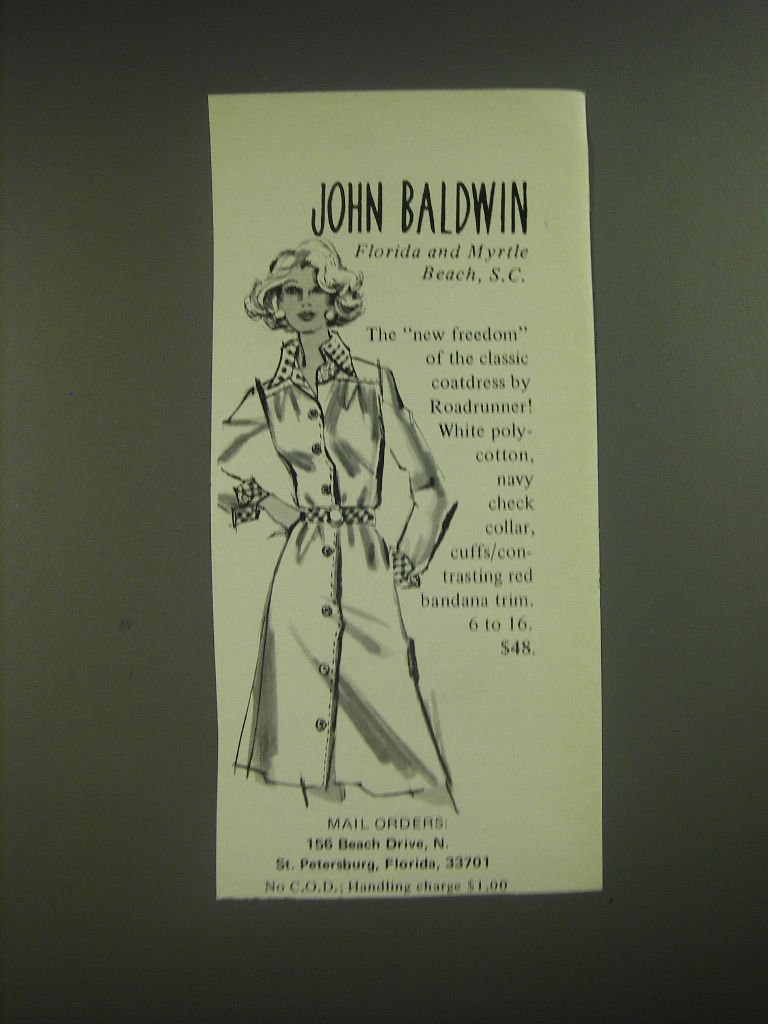 JOHN BALDWIN
Florida and Myrtle
Beach, S.C.
The "new freedom"
of the classic
coatdress by
Roadrunner!
White poly-
cotton,
navy
check
collar,
cuffs/con-
trasting red
bandana trim.
6 to 16.
$48.
MAIL ORDERS:
156 Beach Drive, N.
St. Petersburg, Florida, 33701
No C.O.D.; Handling charge $1.00